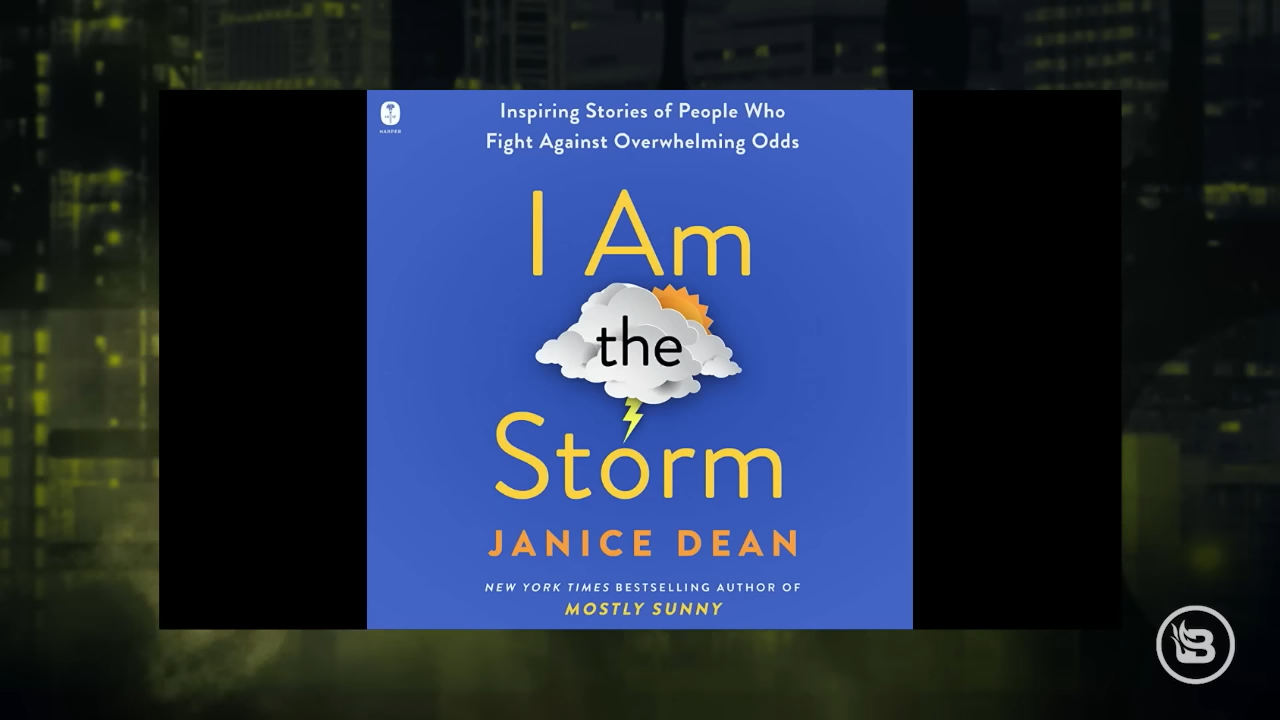 Inspiring Stories of People Who
Fight Against Overwhelming Odds
HARPER
I Am
the
Storm
JANICE DEAN
NEW YORK TIMES BESTSELLING AUTHOR OF
MOSTLY SUNNY
B